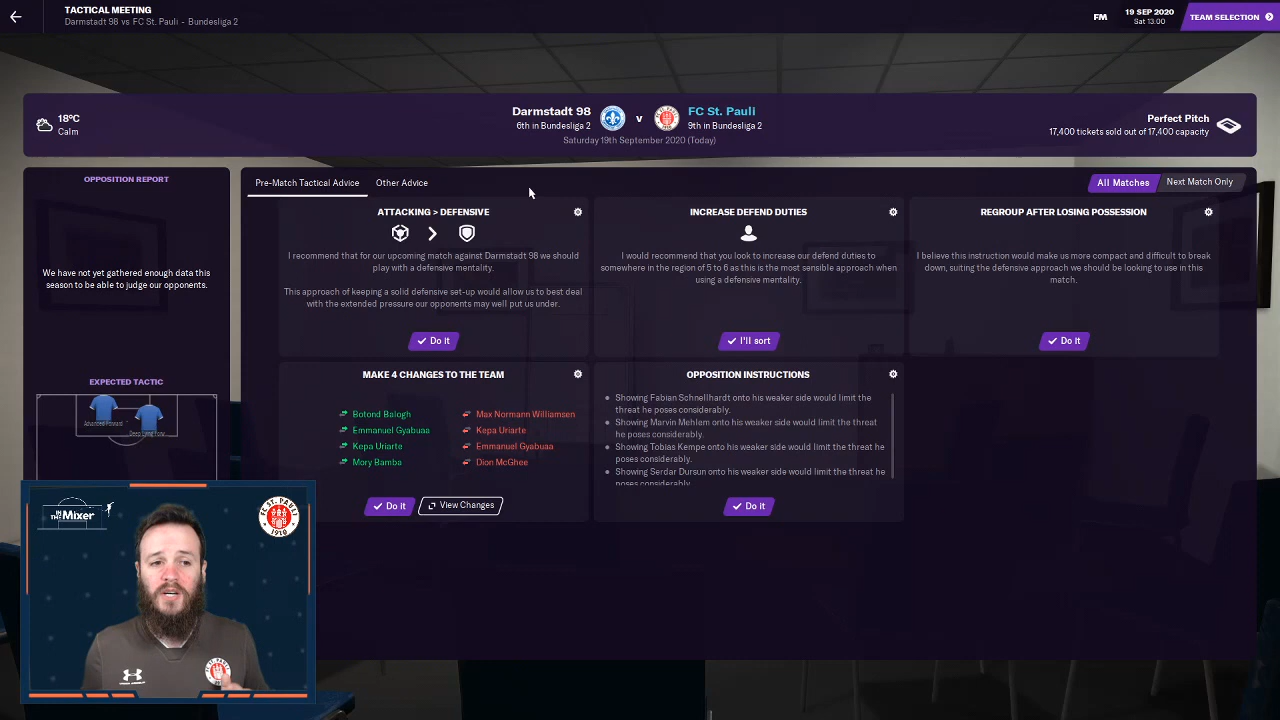 TACTICAL MEETING
Darmstadt 98 vs FC St. Pauli - Bundesliga 2
FM
19 SEP 2020
Sat 13:00
TEAM SELECTION
18°C
Calm
Darmstadt 98
6th in Bundesliga 2
v
FC St. Pauli
9th in Bundesliga 2
Saturday 19th September 2020 (Today)
Perfect Pitch
17,400 tickets sold out of 17,400 capacity
OPPOSITION REPORT
We have not yet gathered enough data this
season to be able to judge our opponents.
EXPECTED TACTIC
Advanced Forward
Deep Lying Forw
Pre-Match Tactical Advice
Other Advice
All Matches
Next Match Only
ATTACKING > DEFENSIVE
I recommend that for our upcoming match against Darmstadt 98 we should
play with a defensive mentality.
This approach of keeping a solid defensive set-up would allow us to best deal
with the extended pressure our opponents may well put us under.
Do it
INCREASE DEFEND DUTIES
I would recommend that you look to increase our defend duties to
somewhere in the region of 5 to 6 as this is the most sensible approach when
using a defensive mentality.
I'll sort
REGROUP AFTER LOSING POSSESSION
I believe this instruction would make us more compact and difficult to break
down, suiting the defensive approach we should be looking to use in this
match.
Do it
MAKE 4 CHANGES TO THE TEAM
Botond Balogh
Max Normann Williamsen
Emmanuel Gyabuaa
Kepa Uriarte
Kepa Uriarte
Emmanuel Gyabuaa
Mory Bamba
Dion McGhee
Do it
View Changes
OPPOSITION INSTRUCTIONS
Showing Fabian Schnellhardt onto his weaker side would limit the
threat he poses considerably.
Showing Marvin Mehlem onto his weaker side would limit the threat
he poses considerably.
Showing Tobias Kempe onto his weaker side would limit the threat he
poses considerably.
Showing Serdar Dursun onto his weaker side would limit the threat he
poses considerably.
Do it
IN THE Mixer
FC ST. PAULI
1910
UNDER ARMOUR